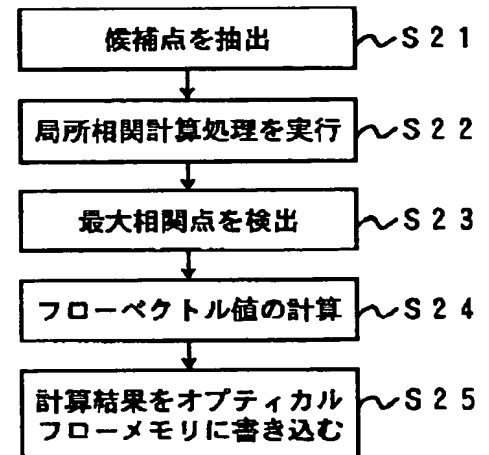 候補点を抽出 S21
局所相関計算処理を実行 S22
最大相関点を検出 S23
フローベクトル値の計算 S24
計算結果をオプティカル S25
フローメモリに書き込む